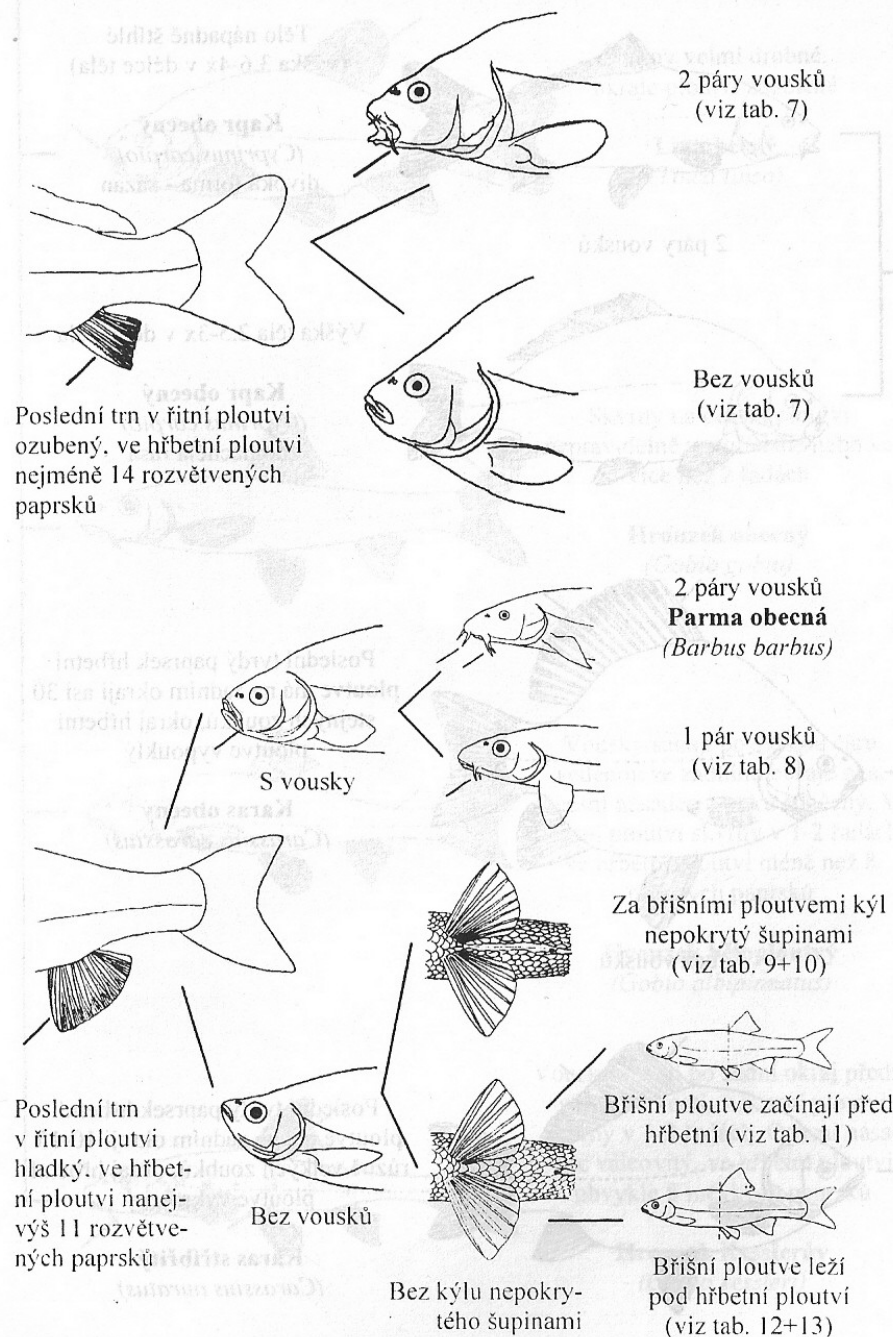 2 páry vousků
(viz tab. 7)
Bez vousků
(viz tab. 7)
Poslední trn v řitní ploutvi
ozubený, ve hřbetní ploutvi
nejméně 14 rozvětvených
paprsků
2 páry vousků
Parma obecná
(Barbus barbus)
1 pár vousků
(viz tab. 8)
S vousky
Za břišními ploutvemi kýl
nepokrytý šupinami
(viz tab. 9+10)
Břišní ploutve začínají před
hřbetní (viz tab. 11)
Poslední trn
v řitní ploutvi
hladký, ve hřbet-
ní ploutvi nanej-
výš 11 rozvětve-
ných paprsků
Bez vousků
Bez kýlu nepokry-
tého šupinami
Břišní ploutve leží
pod hřbetní ploutví
(viz tab. 12+13)